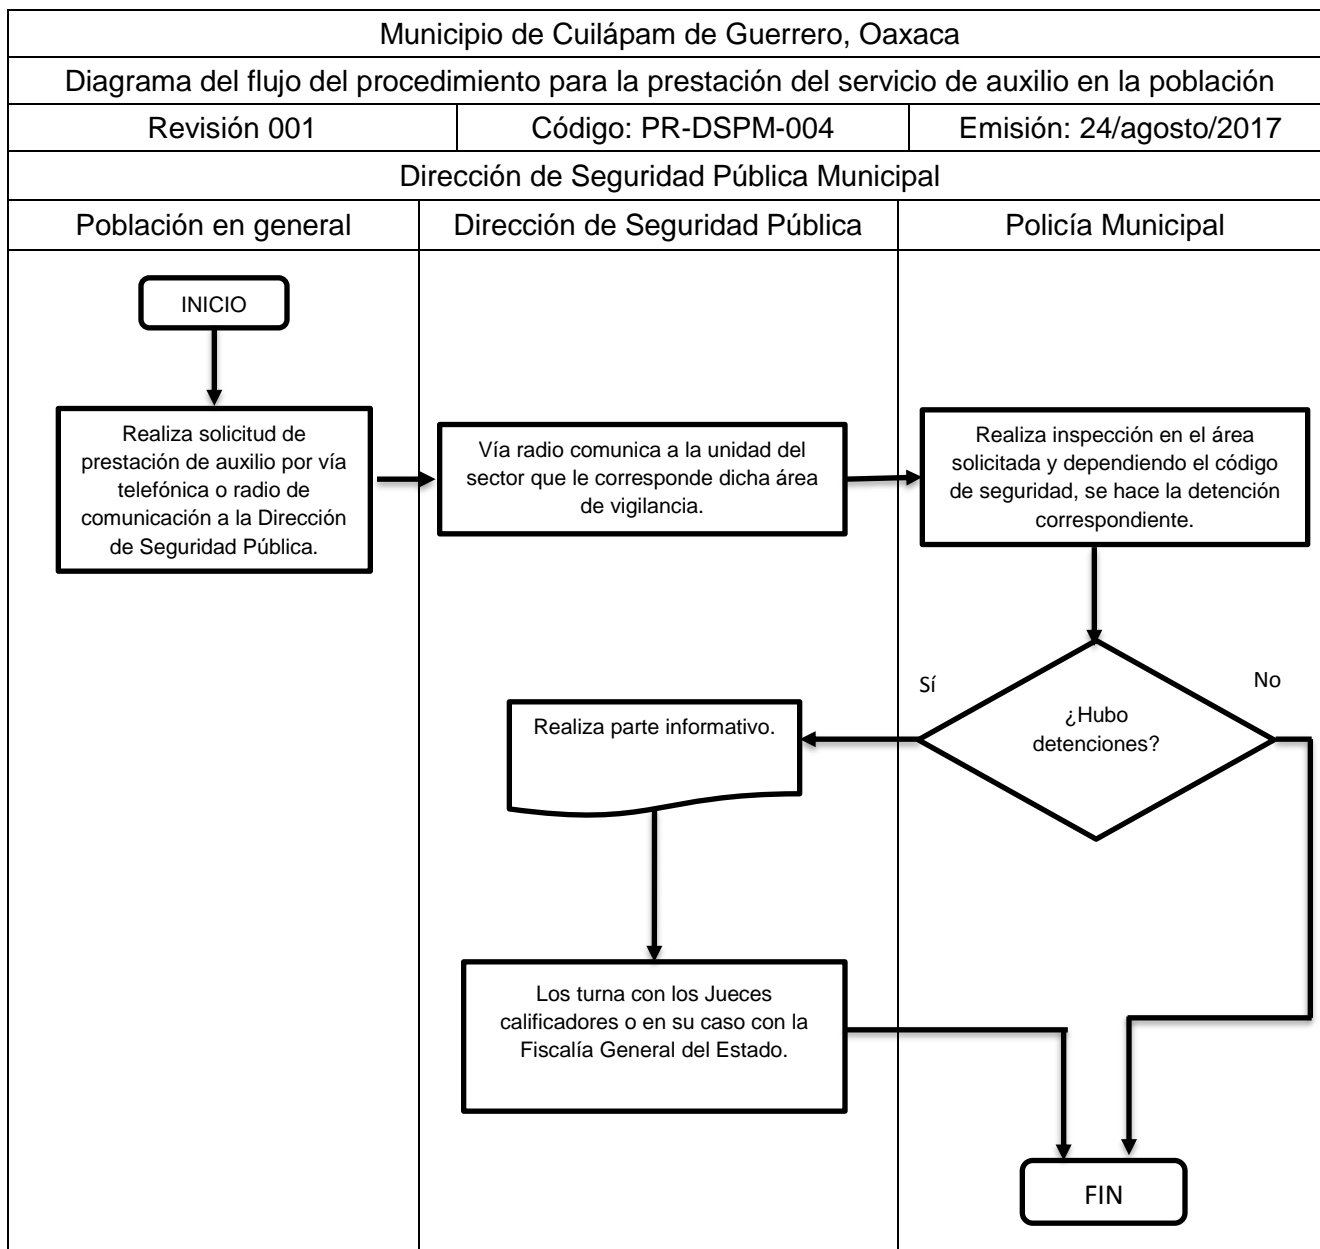 Municipio de Cuilápam de Guerrero, Oaxaca
Diagrama del flujo del procedimiento para la prestación del servicio de auxilio en la población
Revisión 001
Código: PR-DSPM-004
Emisión: 24/agosto/2017
Dirección de Seguridad Pública Municipal
Población en general
Dirección de Seguridad Pública
Policía Municipal
INICIO
Realiza solicitud de
prestación de auxilio por vía
telefónica o radio de
comunicación a la Dirección
de Seguridad Pública.
Vía radio comunica a la unidad del
sector que le corresponde dicha área
de vigilancia.
Realiza inspección en el área
solicitada y dependiendo el código
de seguridad, se hace la detención
correspondiente.
Sí
No
¿Hubo
detenciones?
Realiza parte informativo.
Los turna con los Jueces
calificadores o en su caso con la
Fiscalía General del Estado.
FIN